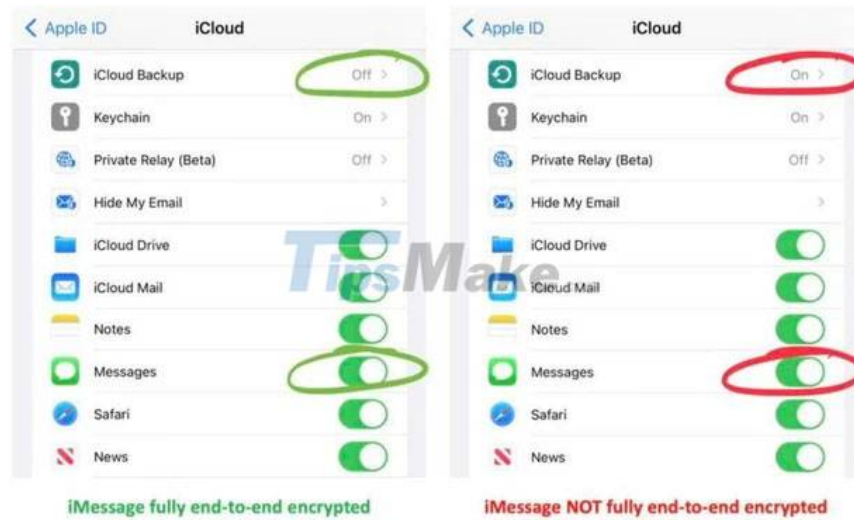 Apple ID
iCloud
iCloud Backup
Off
Keychain
On
Private Relay (Beta)
Off
Hide My Email
iCloud Drive
iCloud Mail
Notes
Messages
Safari
News
iMessage fully end-to-end encrypted
Apple ID
iCloud
iCloud Backup
On
Keychain
On
Private Relay (Beta)
Off
Hide My Email
iCloud Drive
iCloud Mail
Notes
Messages
Safari
News
iMessage NOT fully end-to-end encrypted
TipsMake